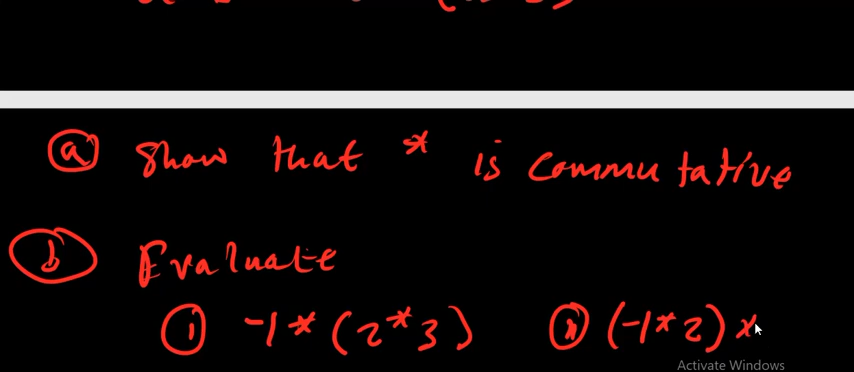 (a) Show that * is commutative
(b) Evaluate
(i) -1 * (2 * 3) (ii) (-1 * 2) *
Activate Windows